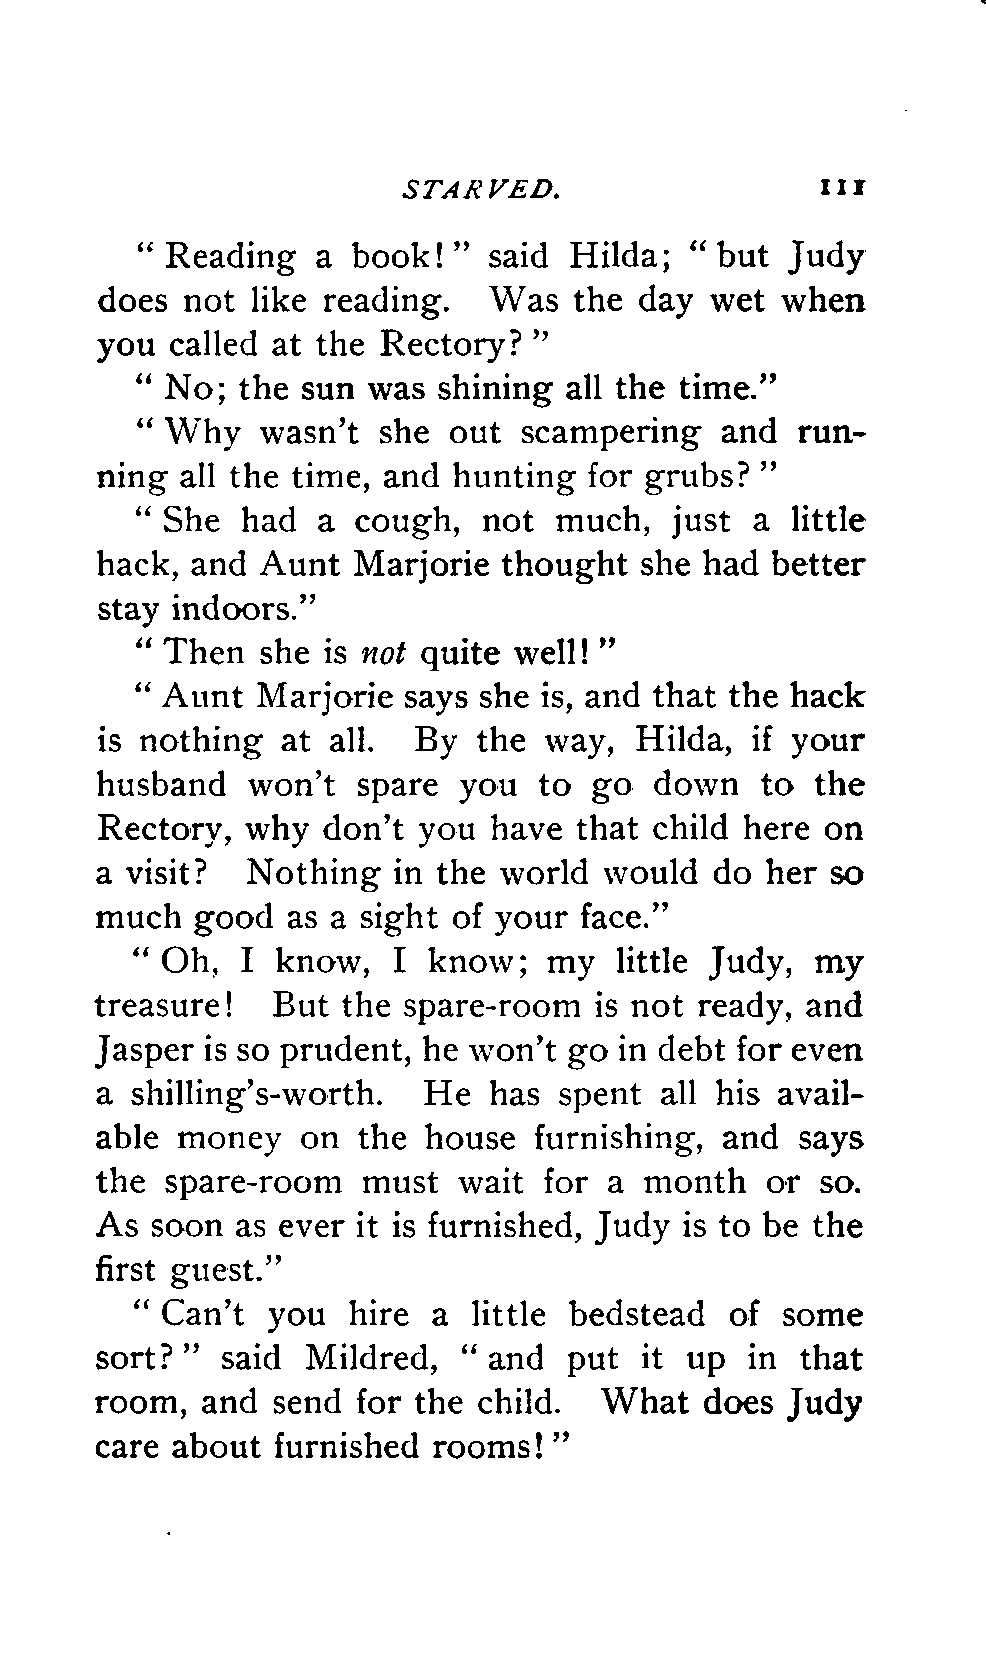 STARVED. 111
"Reading a book!" said Hilda; "but Judy
does not like reading. Was the day wet when
you called at the Rectory?"
"No; the sun was shining all the time."
"Why wasn't she out scampering and run-
ning all the time, and hunting for grubs?"
"She had a cough, not much, just a little
hack, and Aunt Marjorie thought she had better
stay indoors."
"Then she is not quite well!"
"Aunt Marjorie says she is, and that the hack
is nothing at all. By the way, Hilda, if your
husband won't spare you to go down to the
Rectory, why don't you have that child here on
a visit? Nothing in the world would do her so
much good as a sight of your face."
"Oh, I know, I know; my little Judy, my
treasure! But the spare-room is not ready, and
Jasper is so prudent, he won't go in debt for even
a shilling's-worth. He has spent all his avail-
able money on the house furnishing, and says
the spare-room must wait for a month or so.
As soon as ever it is furnished, Judy is to be the
first guest."
"Can't you hire a little bedstead of some
sort?" said Mildred, "and put it up in that
room, and send for the child. What does Judy
care about furnished rooms!"